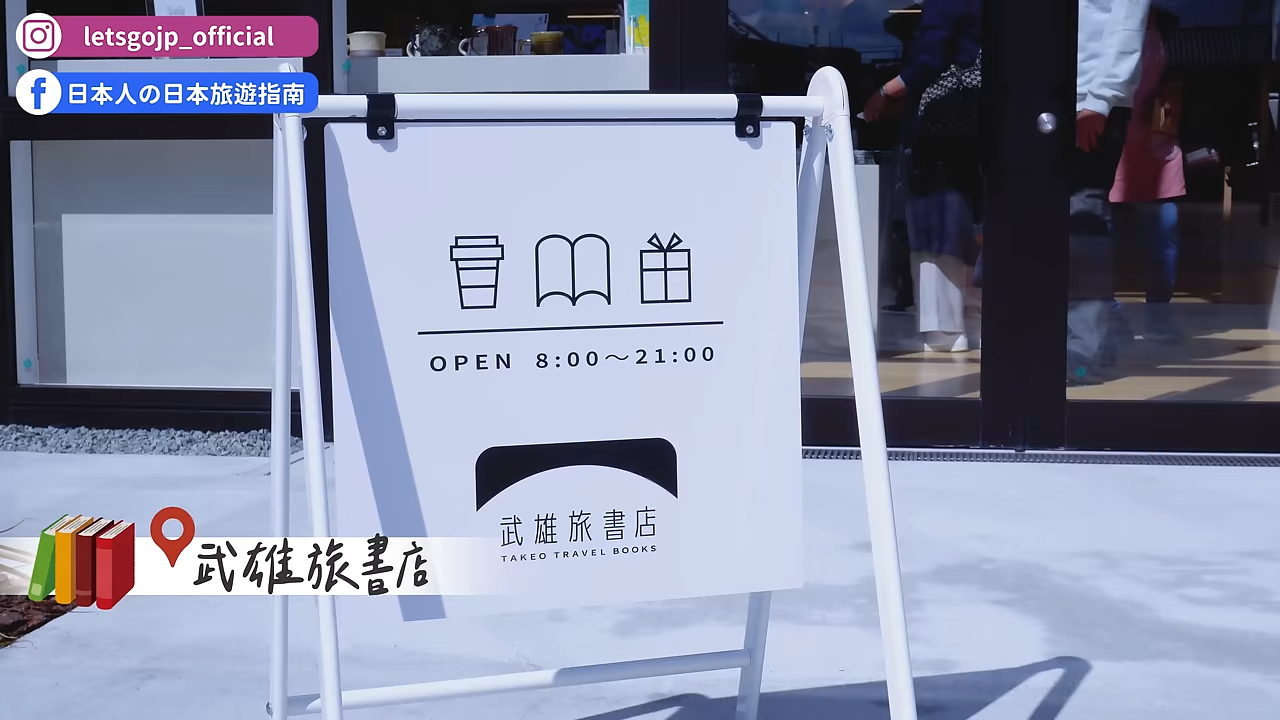 letsgojp_official
日本人の日本旅遊指南
OPEN 8:00～21:00
武雄旅書店
TAKEO TRAVEL BOOKS
武雄旅書店